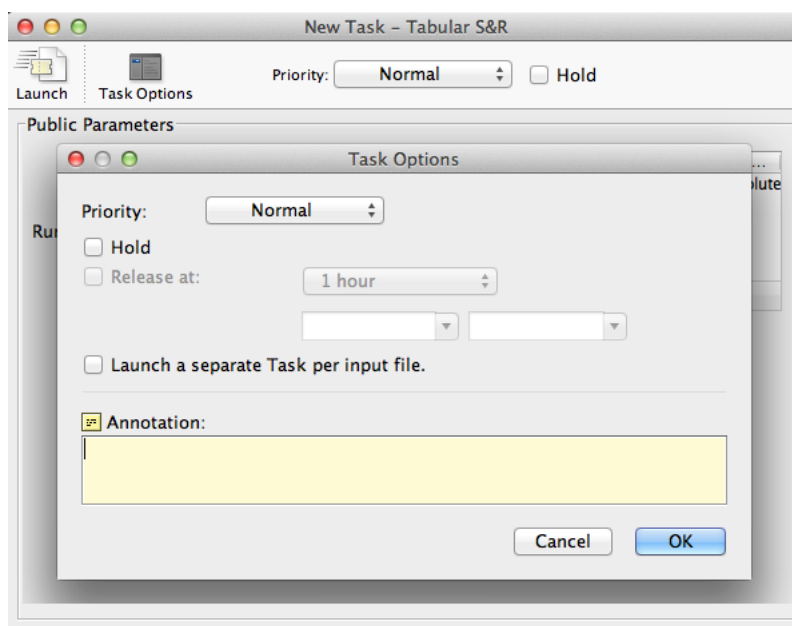 New Task – Tabular S&R
Launch
Task Options
Priority: Normal
Hold
Public Parameters
Task Options
...
Priority: Normal
Hold
Release at: 1 hour
Launch a separate Task per input file.
Annotation:
Cancel
OK